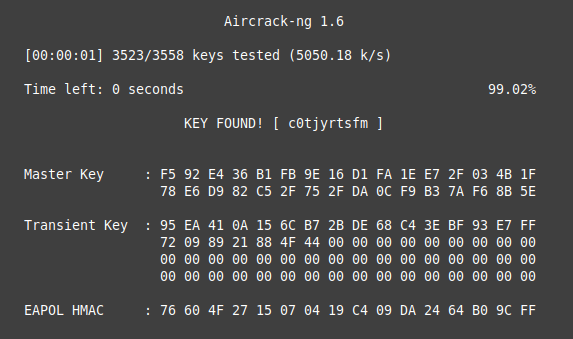 Aircrack-ng 1.6
[00:00:01] 3523/3558 keys tested (5050.18 k/s)
Time left: 0 seconds 99.02%
KEY FOUND! [ c0tjyrtsfm ]
Master Key : F5 92 E4 36 B1 FB 9E 16 D1 FA 1E E7 2F 03 4B 1F
78 E6 D9 82 C5 2F 75 2F DA 0C F9 B3 7A F6 8B 5E
Transient Key : 95 EA 41 0A 15 6C B7 2B DE 68 C4 3E BF 93 E7 FF
72 09 89 21 88 4F 44 00 00 00 00 00 00 00 00 00
00 00 00 00 00 00 00 00 00 00 00 00 00 00 00 00
00 00 00 00 00 00 00 00 00 00 00 00 00 00 00 00
EAPOL HMAC : 76 60 4F 27 15 07 04 19 C4 09 DA 24 64 B0 9C FF